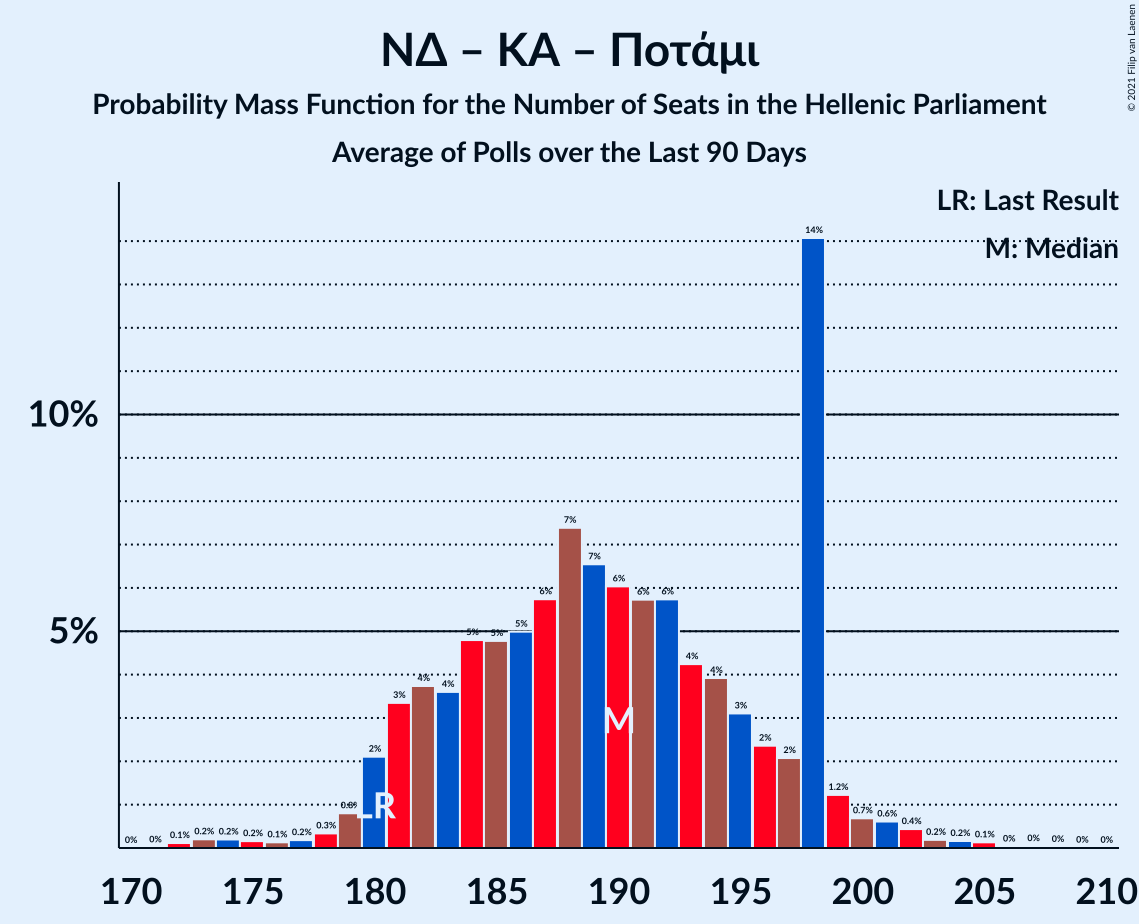 ΝΔ – ΚΑ – Ποτάμι
Probability Mass Function for the Number of Seats in the Hellenic Parliament
Average of Polls over the Last 90 Days
© 2021 Filip van Laenen
LR: Last Result
M: Median
10%
5%
0% 0% 0.1% 0.2% 0.2% 0.2% 0.1% 0.2% 0.3% 0.8% 2% 3% 4% 4% 5% 5% 5% 6% 7% 7% 6% 6% 6% 4% 4% 3% 2% 2% 14% 1.2% 0.7% 0.6% 0.4% 0.2% 0.2% 0.1% 0% 0% 0% 0% 0%
M
LR
170 175 180 185 190 195 200 205 210